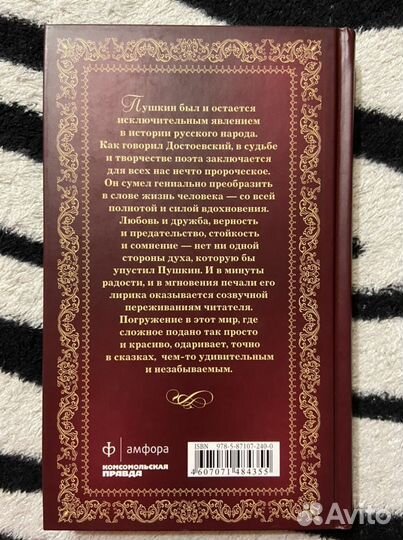 Пушкин был и остается
исключительным явлением
в истории русского народа.
Как говорил Достоевский, в судьбе
и творчестве поэта заключается
для всех нас нечто пророческое.
Он сумел гениально преобразить
в слове жизнь человека — со всей
полнотой и силой вдохновения.
Любовь и дружба, верность
и предательство, стойкость
и сомнение — нет ни одной
стороны духа, которую бы
упустил Пушкин. И в минуты
радости, и в мгновения печали его
лирика оказывается созвучной
переживаниям читателя.
Погружение в этот мир, где
сложное подано так просто
и красиво, одаривает, точно
в сказках, чем-то удивительным
и незабываемым.
ф амфора
КОМСОМОЛЬСКАЯ
ПРАВДА
ISBN 978-5-87107-240-0
4607071484355
Avito